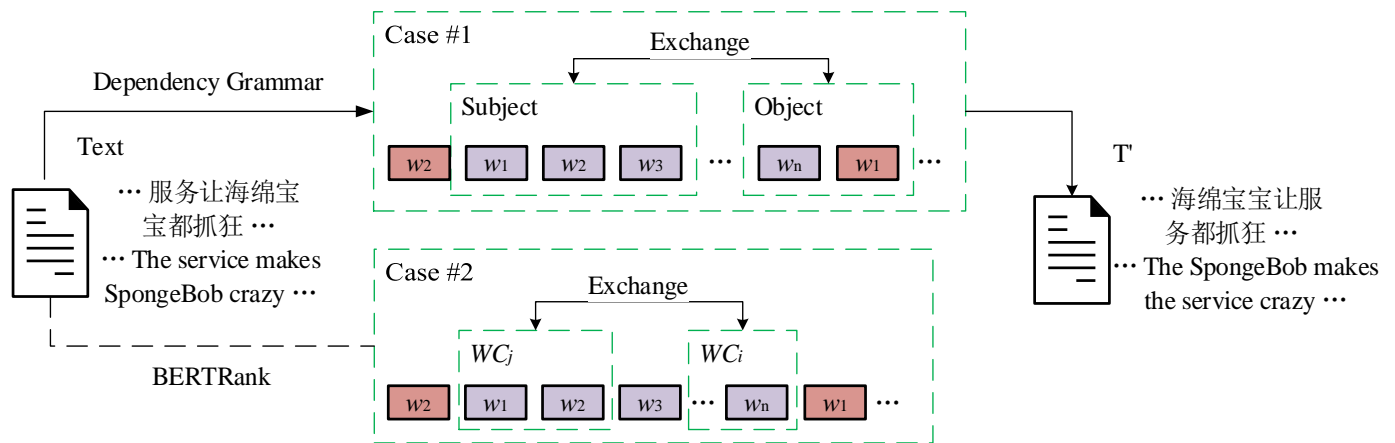 Dependency Grammar
Text
… 服务让海绵宝
宝都抓狂 …
… The service makes
SpongeBob crazy …
BERTRank
Case #1
Exchange
Subject
Object
w2 w1 w2 w3 … wn w1 …
Case #2
Exchange
WCj
WCi
w2 w1 w2 w3 … wn w1 …
T'
… 海绵宝宝让服
务都抓狂 …
… The SpongeBob makes
the service crazy …